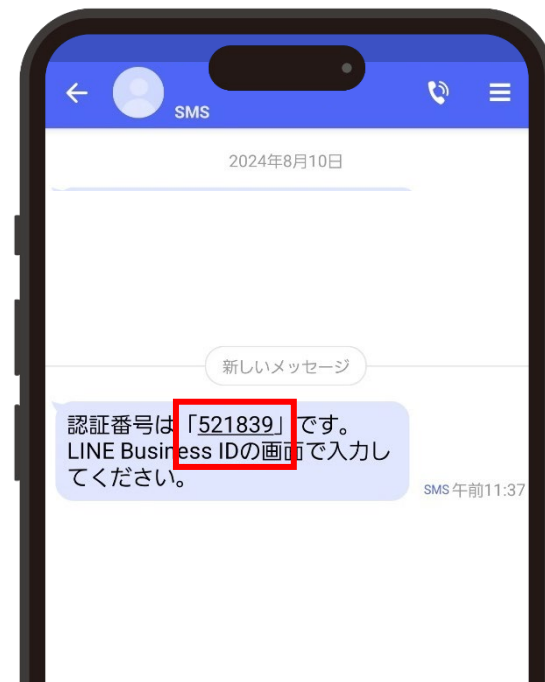 SMS
2024年8月10日
新しいメッセージ
認証番号は「521839」です。
LINE Business IDの画面で入力し
てください。
SMS 午前11:37